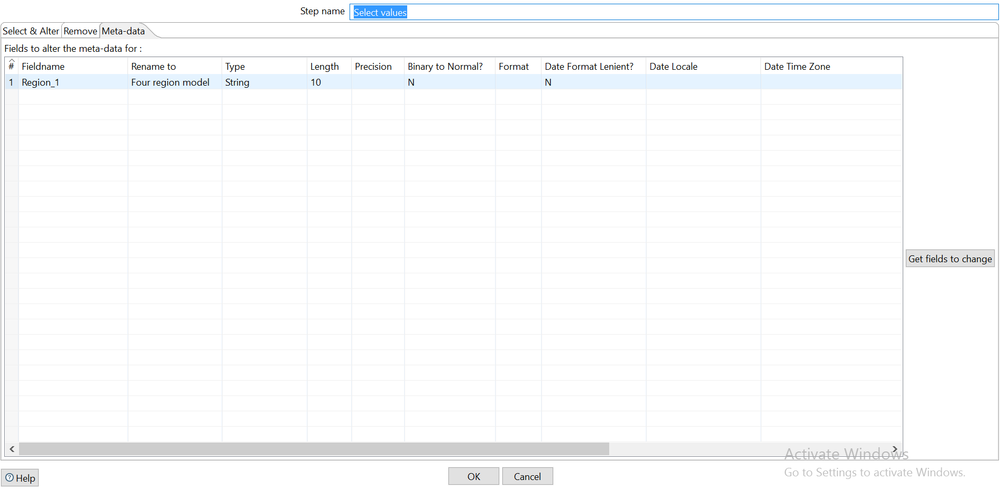 Step name Select values
Select & Alter Remove Meta-data
Fields to alter the meta-data for :
# Fieldname Rename to Type Length Precision Binary to Normal? Format Date Format Lenient? Date Locale Date Time Zone
1 Region_1 Four region model String 10 N N
Get fields to change
Activate Windows
Go to Settings to activate Windows.
Help OK Cancel